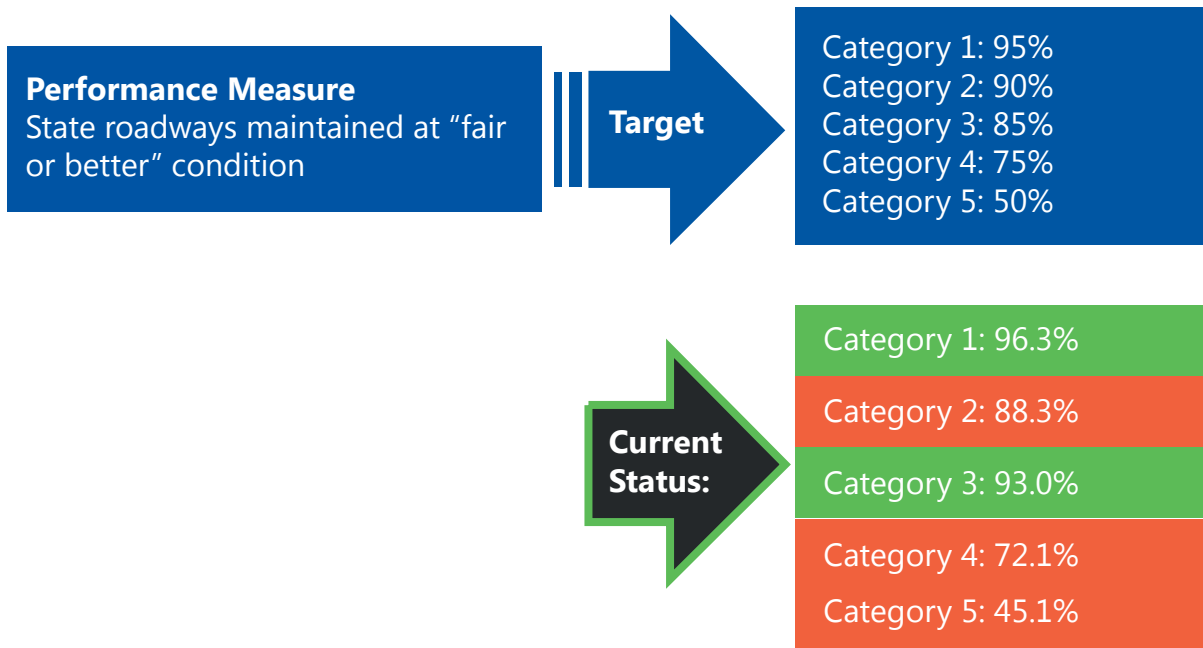 Performance Measure
State roadways maintained at “fair
or better” condition
Target
Category 1: 95%
Category 2: 90%
Category 3: 85%
Category 4: 75%
Category 5: 50%
Current
Status:
Category 1: 96.3%
Category 2: 88.3%
Category 3: 93.0%
Category 4: 72.1%
Category 5: 45.1%